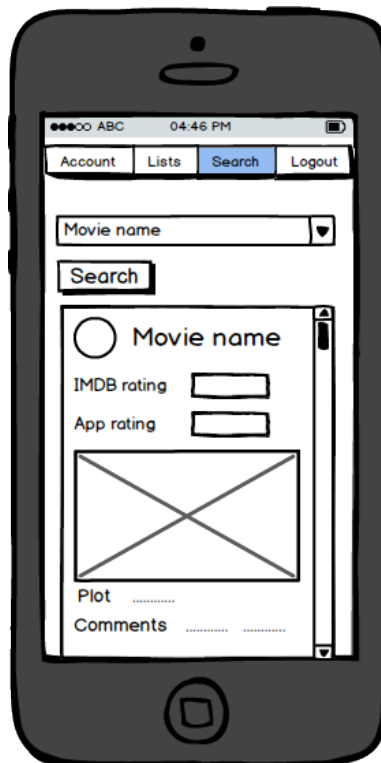 ABC 04:46 PM
Account Lists Search Logout
Movie name
Search
Movie name
IMDB rating
App rating
Plot ............
Comments ............ ............